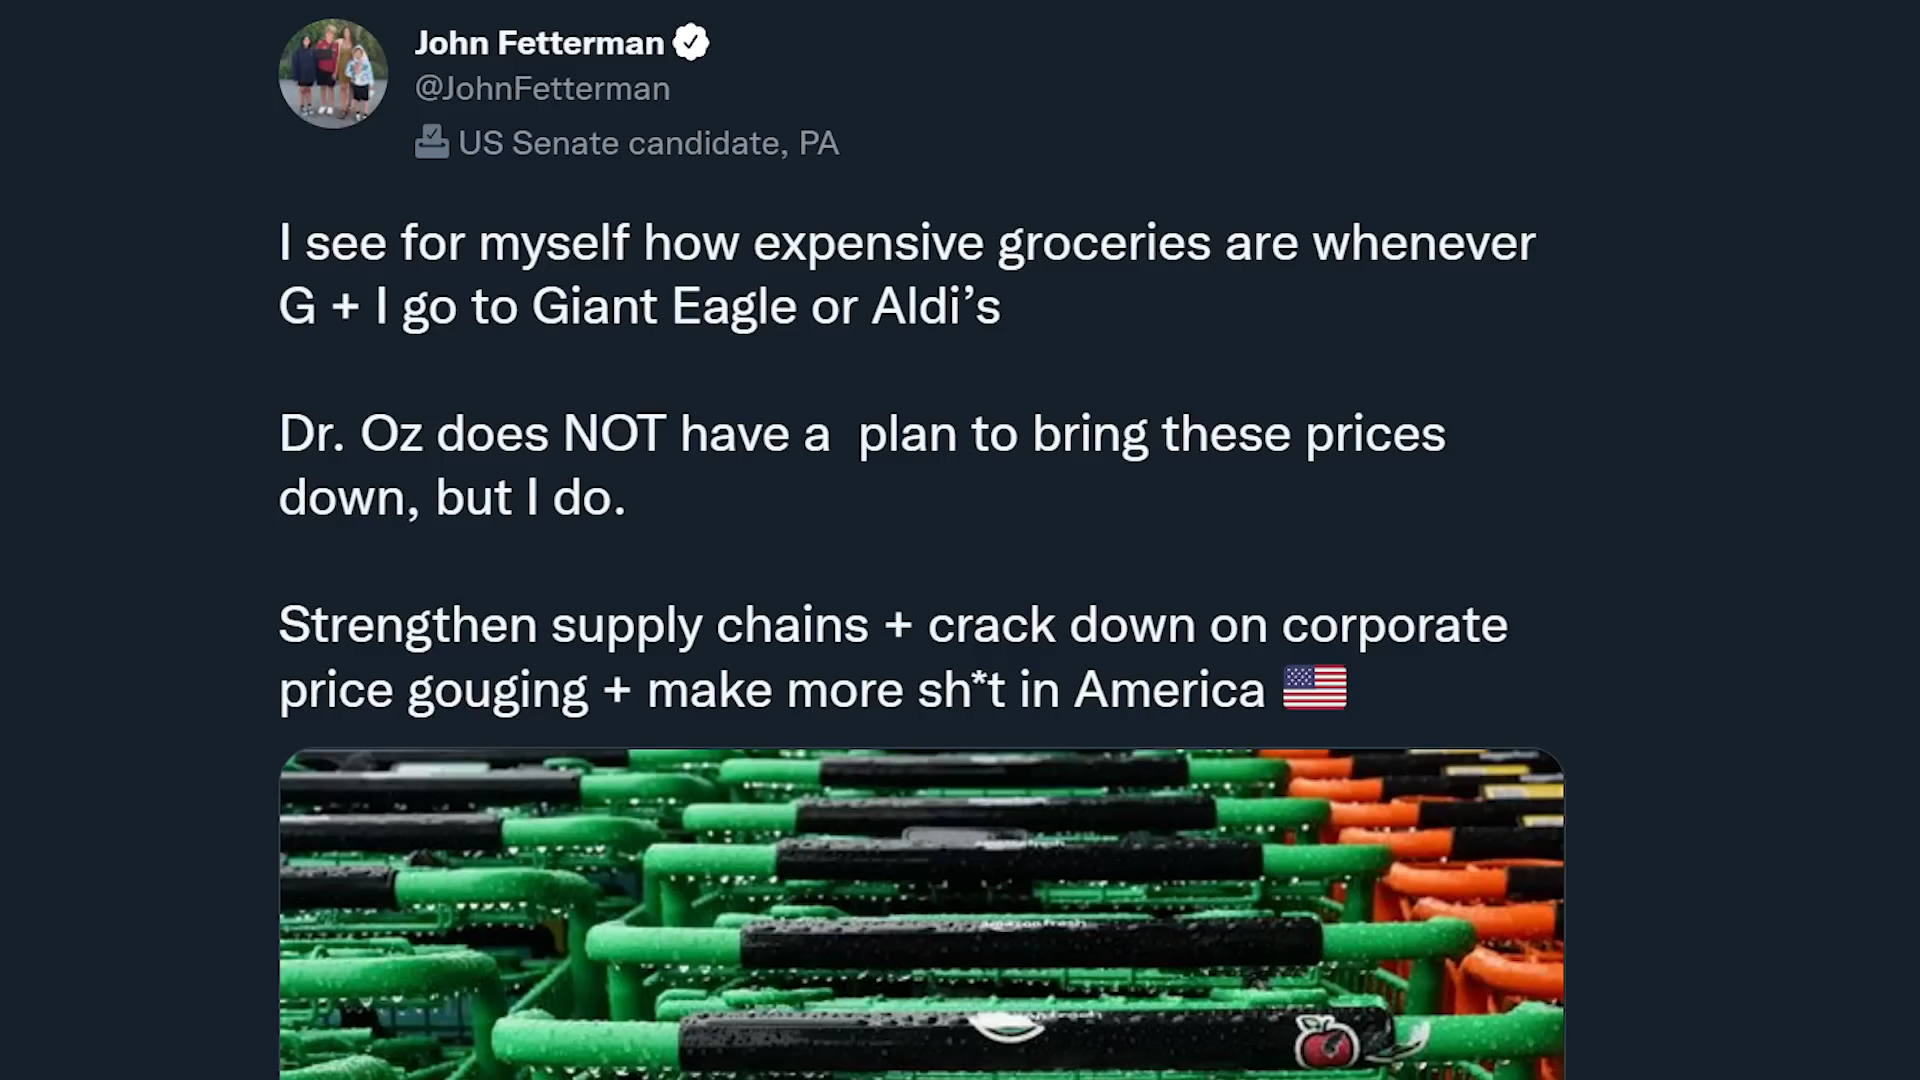 John Fetterman
@JohnFetterman
US Senate candidate, PA
I see for myself how expensive groceries are whenever
G + I go to Giant Eagle or Aldi’s
Dr. Oz does NOT have a  plan to bring these prices
down, but I do.
Strengthen supply chains + crack down on corporate
price gouging + make more sh*t in America
amazonfresh